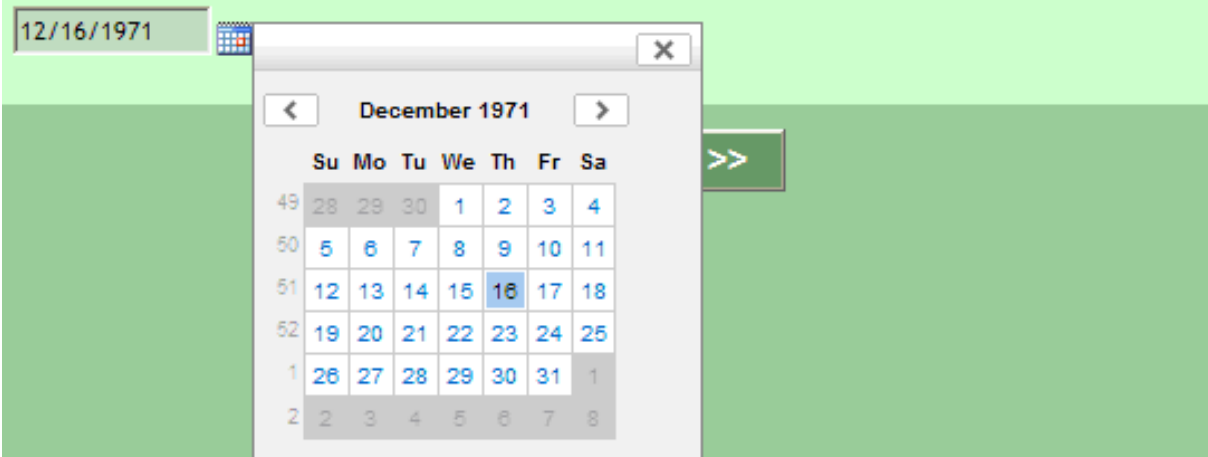 12/16/1971
December 1971
Su Mo Tu We Th Fr Sa
49 28 29 30 1 2 3 4
50 5 6 7 8 9 10 11
51 12 13 14 15 16 17 18
52 19 20 21 22 23 24 25
1 26 27 28 29 30 31 1
2 2 3 4 5 6 7 8
>>